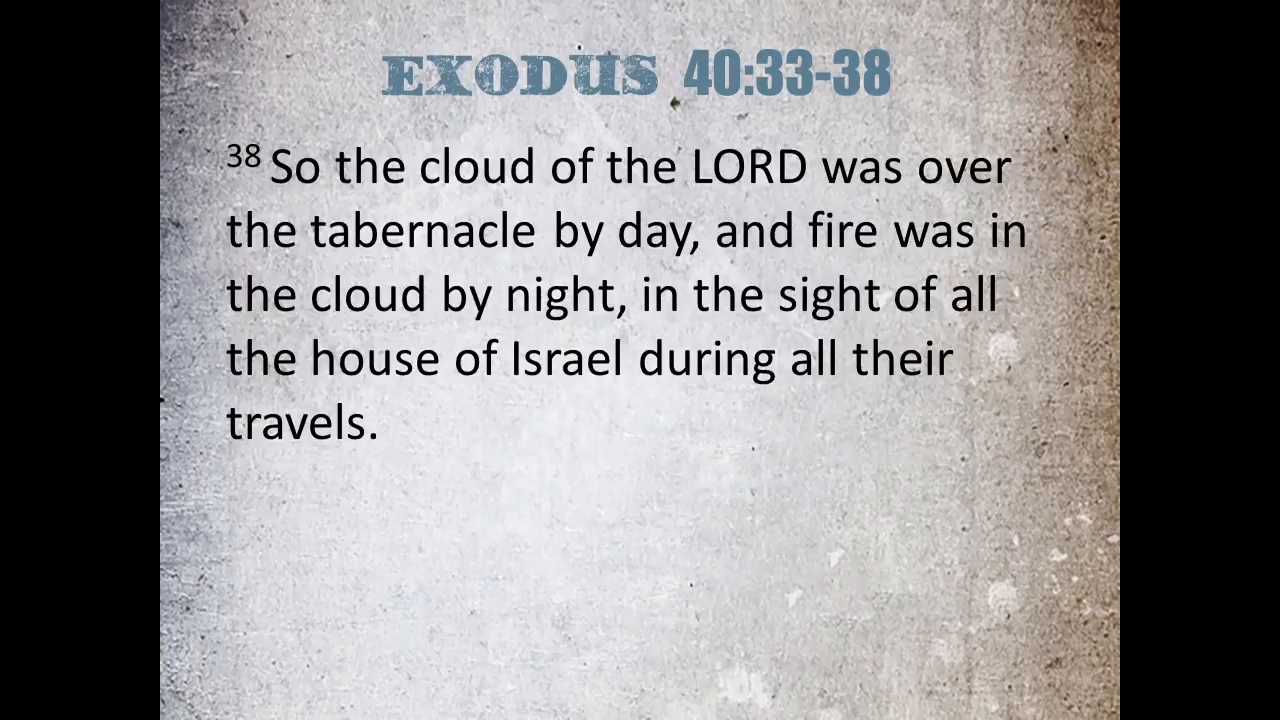 EXODUS 40:33-38
38 So the cloud of the LORD was over
the tabernacle by day, and fire was in
the cloud by night, in the sight of all
the house of Israel during all their
travels.